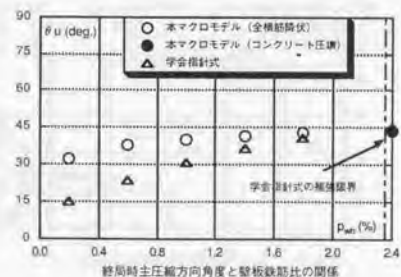 90
75
60
45
30
15
0
θu (deg.)
○ 本マクロモデル（全横筋降伏）
● 本マクロモデル（コンクリート圧壊）
△ 学会指針式
学会指針式の補強限界
pwh (%)
0.0 0.4 0.8 1.2 1.6 2.0 2.4
終局時主圧縮方向角度と壁板鉄筋比の関係